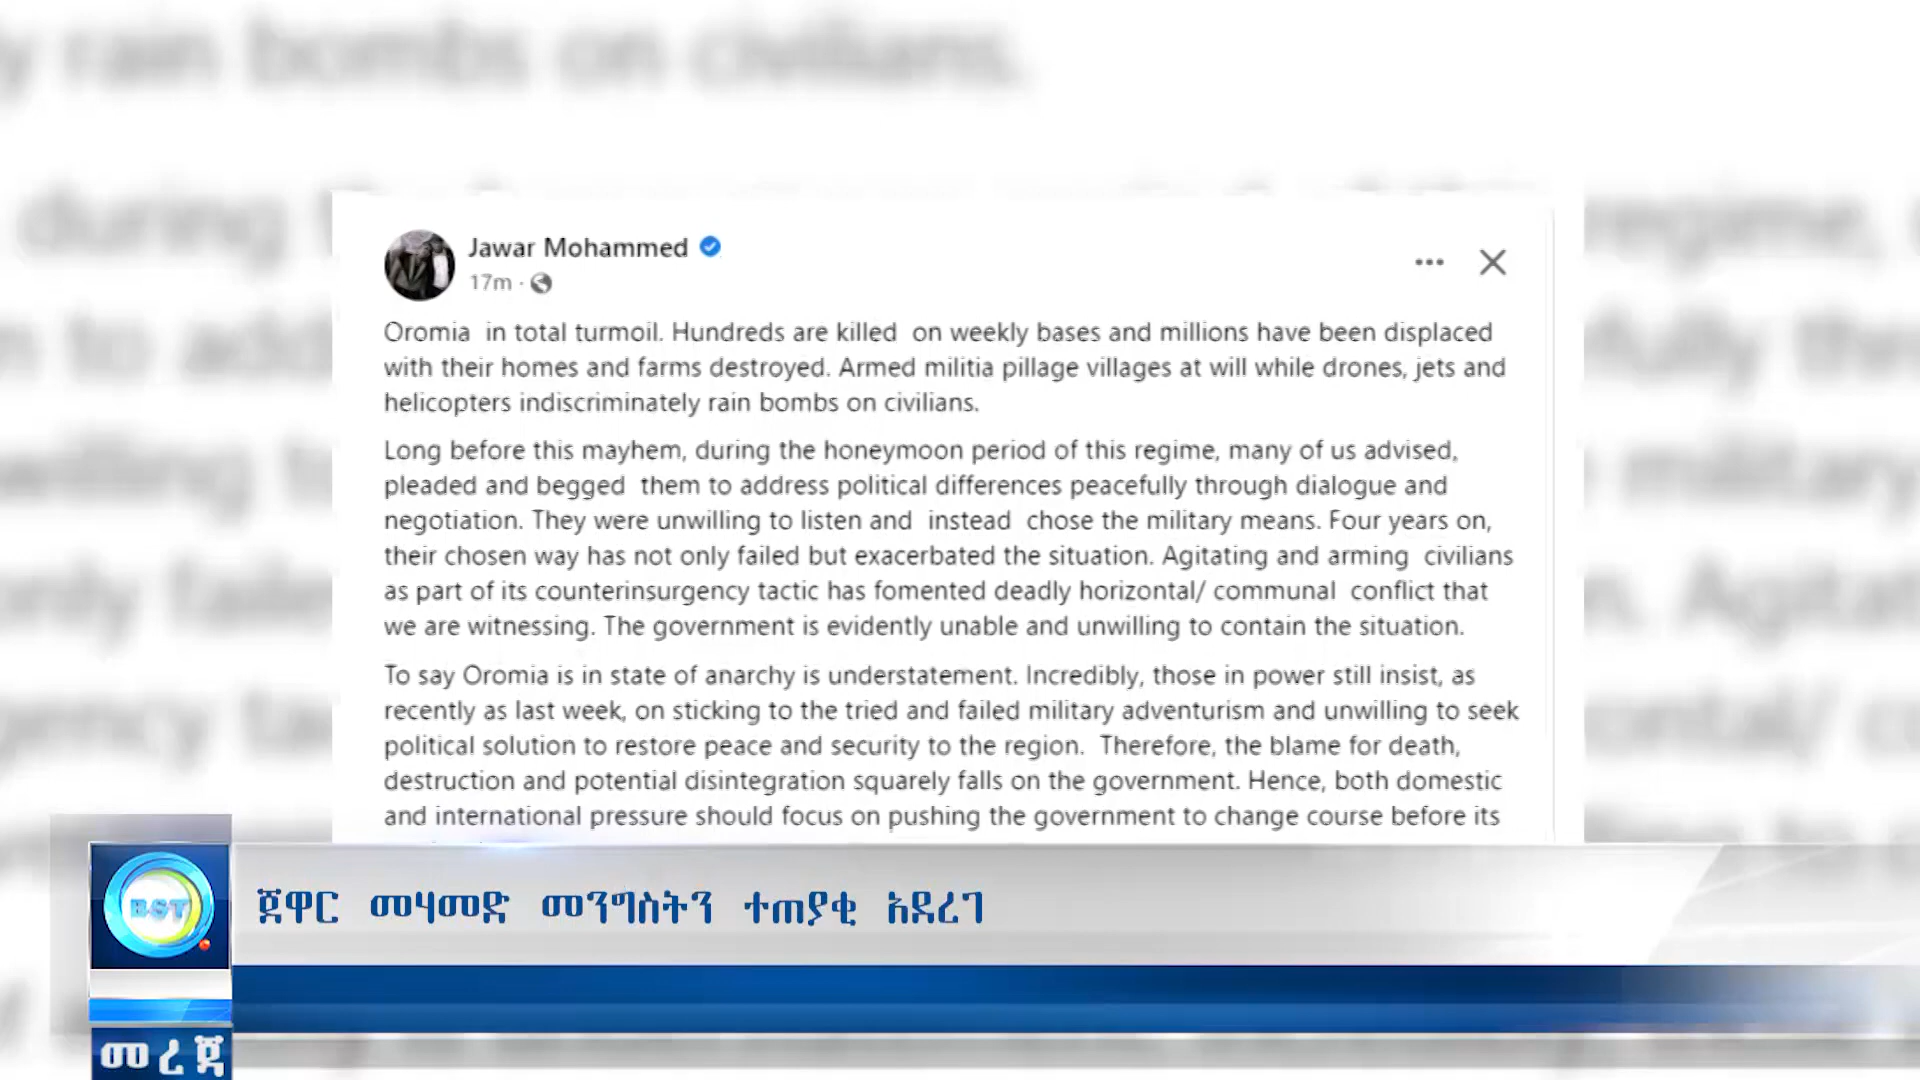 y rain bombs on civilians.
Jawar Mohammed
17m ·
Oromia in total turmoil. Hundreds are killed on weekly bases and millions have been displaced
with their homes and farms destroyed. Armed militia pillage villages at will while drones, jets and
helicopters indiscriminately rain bombs on civilians.
Long before this mayhem, during the honeymoon period of this regime, many of us advised,
pleaded and begged them to address political differences peacefully through dialogue and
negotiation. They were unwilling to listen and instead chose the military means. Four years on,
their chosen way has not only failed but exacerbated the situation. Agitating and arming civilians
as part of its counterinsurgency tactic has fomented deadly horizontal/ communal conflict that
we are witnessing. The government is evidently unable and unwilling to contain the situation.
To say Oromia is in state of anarchy is understatement. Incredibly, those in power still insist, as
recently as last week, on sticking to the tried and failed military adventurism and unwilling to seek
political solution to restore peace and security to the region. Therefore, the blame for death,
destruction and potential disintegration squarely falls on the government. Hence, both domestic
and international pressure should focus on pushing the government to change course before its
BST
ጀዋር መሃመድ መንግስትን ተጠያቂ አደረገ
መረጃ